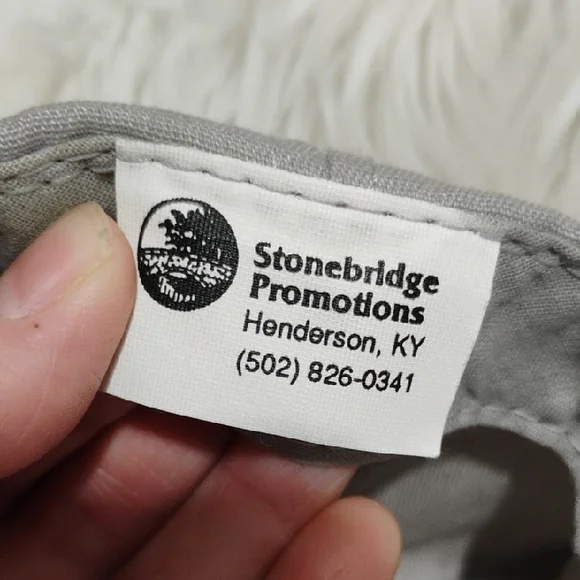 Stonebridge
Promotions
Henderson, KY
(502) 826-0341